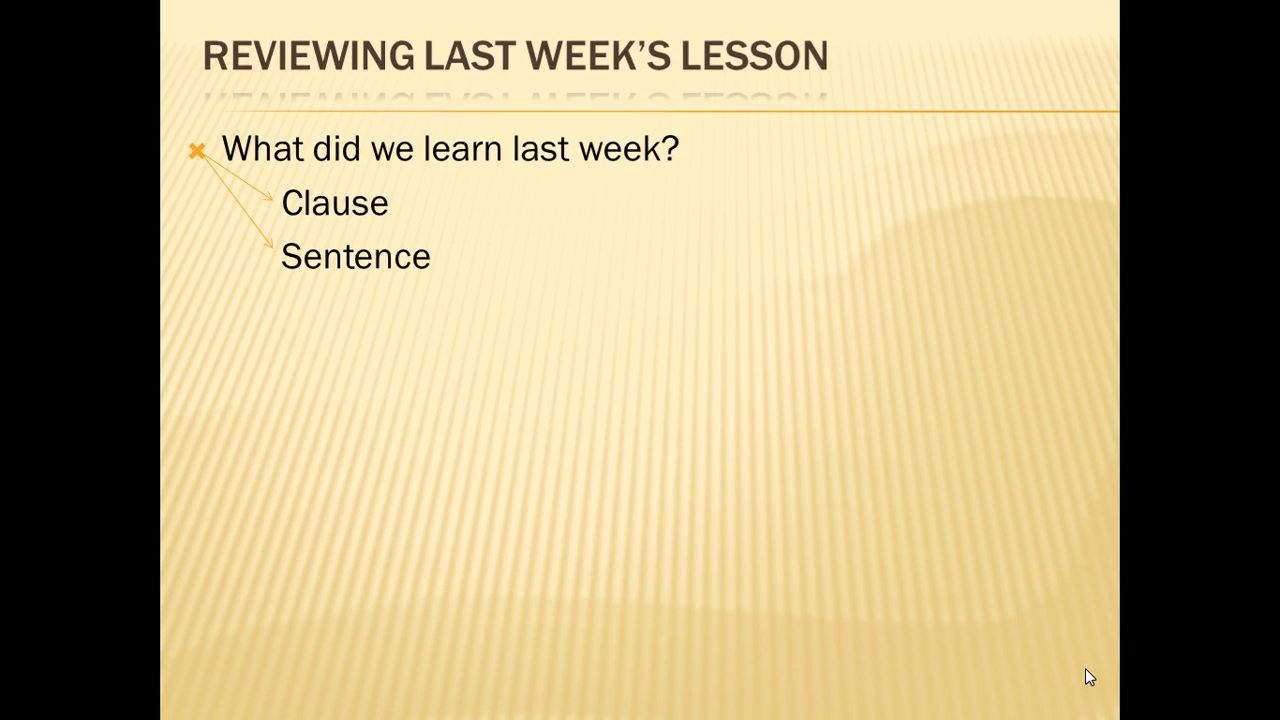 REVIEWING LAST WEEK’S LESSON
What did we learn last week?
Clause
Sentence